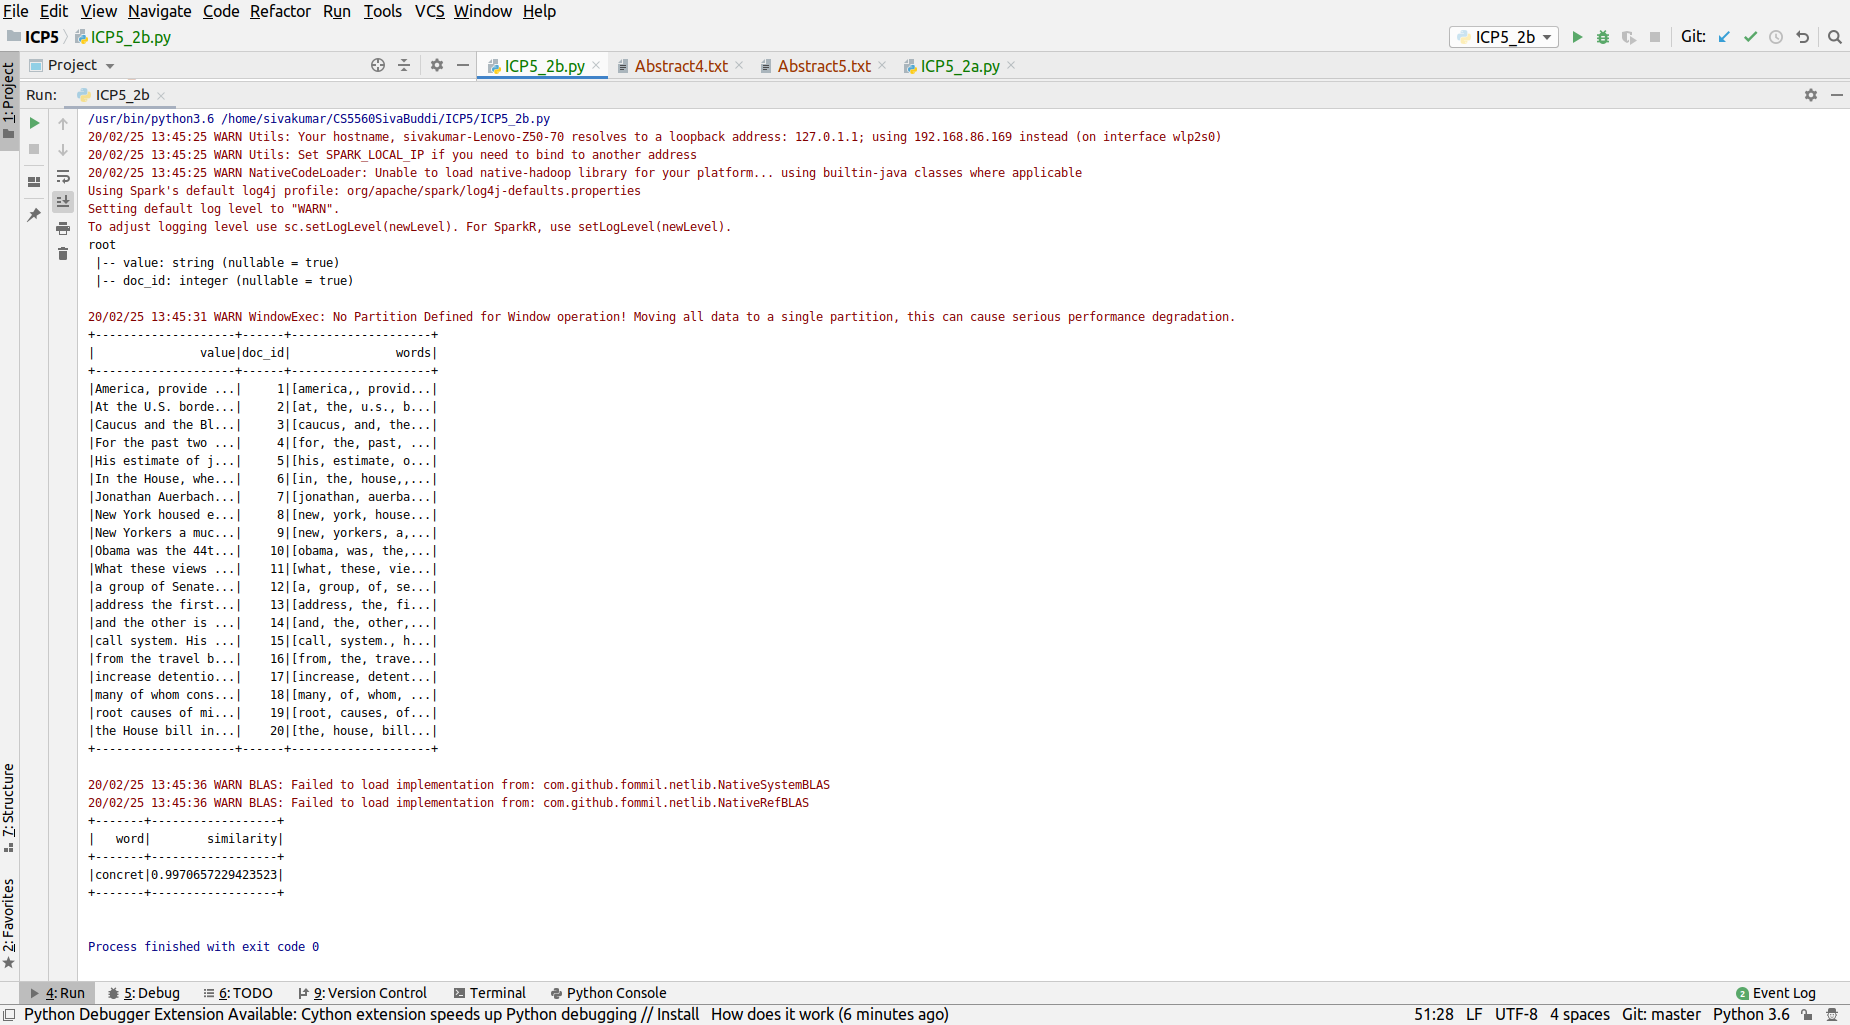 File Edit View Navigate Code Refactor Run Tools VCS Window Help
ICP5 ICP5_2b.py ICP5_2b Git:
1: Project
Project ICP5_2b.py Abstract4.txt Abstract5.txt ICP5_2a.py
Run: ICP5_2b
/usr/bin/python3.6 /home/sivakumar/CS5560SivaBuddi/ICP5/ICP5_2b.py
20/02/25 13:45:25 WARN Utils: Your hostname, sivakumar-Lenovo-Z50-70 resolves to a loopback address: 127.0.1.1; using 192.168.86.169 instead (on interface wlp2s0)
20/02/25 13:45:25 WARN Utils: Set SPARK_LOCAL_IP if you need to bind to another address
20/02/25 13:45:25 WARN NativeCodeLoader: Unable to load native-hadoop library for your platform... using builtin-java classes where applicable
Using Spark's default log4j profile: org/apache/spark/log4j-defaults.properties
Setting default log level to "WARN".
To adjust logging level use sc.setLogLevel(newLevel). For SparkR, use setLogLevel(newLevel).
root
 |-- value: string (nullable = true)
 |-- doc_id: integer (nullable = true)
20/02/25 13:45:31 WARN WindowExec: No Partition Defined for Window operation! Moving all data to a single partition, this can cause serious performance degradation.
+--------------------+------+--------------------+
|               value|doc_id|               words|
+--------------------+------+--------------------+
|America, provide ...|     1|[america,, provid...|
|At the U.S. borde...|     2|[at, the, u.s., b...|
|Caucus and the Bl...|     3|[caucus, and, the...|
|For the past two ...|     4|[for, the, past, ...|
|His estimate of j...|     5|[his, estimate, o...|
|In the House, whe...|     6|[in, the, house,,...|
|Jonathan Auerbach...|     7|[jonathan, auerba...|
|New York housed e...|     8|[new, york, house...|
|New Yorkers a muc...|     9|[new, yorkers, a,...|
|Obama was the 44t...|    10|[obama, was, the,...|
|What these views ...|    11|[what, these, vie...|
|a group of Senate...|    12|[a, group, of, se...|
|address the first...|    13|[address, the, fi...|
|and the other is ...|    14|[and, the, other,...|
|call system. His ...|    15|[call, system., h...|
|from the travel b...|    16|[from, the, trave...|
|increase detentio...|    17|[increase, detent...|
|many of whom cons...|    18|[many, of, whom, ...|
|root causes of mi...|    19|[root, causes, of...|
|the House bill in...|    20|[the, house, bill...|
+--------------------+------+--------------------+
20/02/25 13:45:36 WARN BLAS: Failed to load implementation from: com.github.fommil.netlib.NativeSystemBLAS
20/02/25 13:45:36 WARN BLAS: Failed to load implementation from: com.github.fommil.netlib.NativeRefBLAS
+-------+------------------+
|   word|        similarity|
+-------+------------------+
|concret|0.9970657229423523|
+-------+------------------+
Process finished with exit code 0
7: Structure
2: Favorites
4: Run 5: Debug 6: TODO 9: Version Control Terminal Python Console 2 Event Log
Python Debugger Extension Available: Cython extension speeds up Python debugging // Install How does it work (6 minutes ago) 51:28 LF UTF-8 4 spaces Git: master Python 3.6